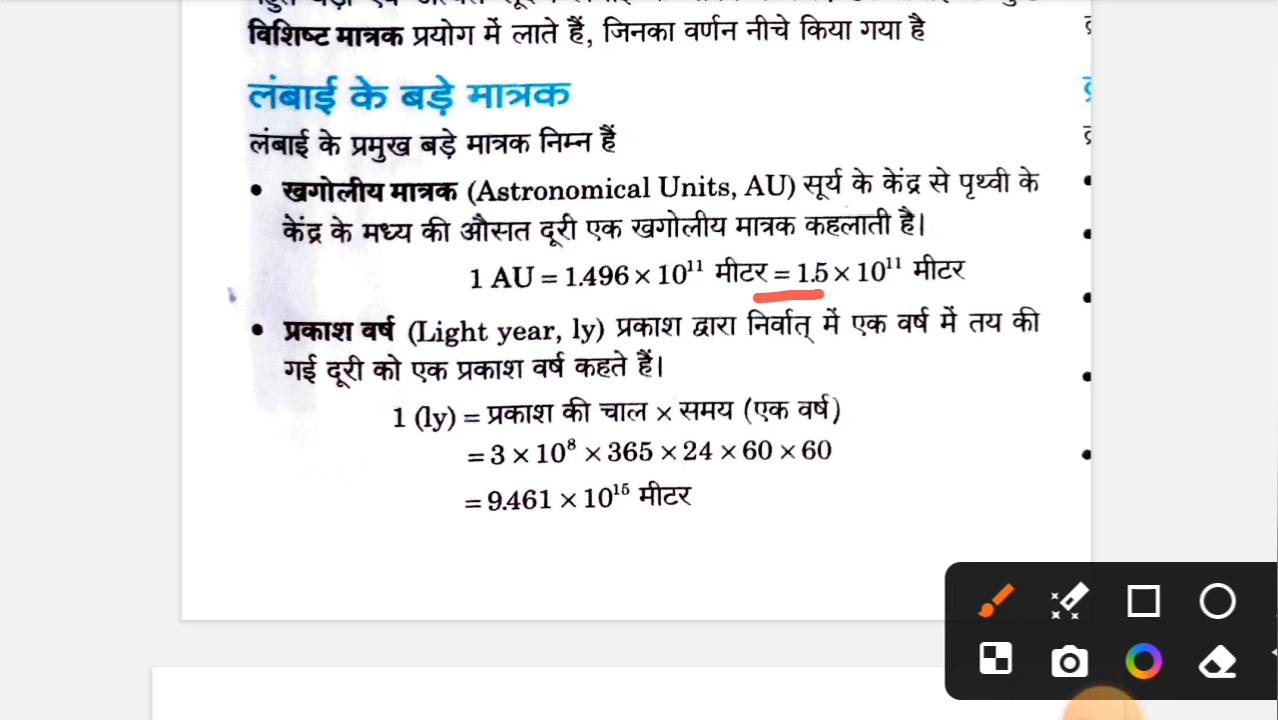 विशिष्ट मात्रक प्रयोग में लाते हैं, जिनका वर्णन नीचे किया गया है
लंबाई के बड़े मात्रक
लंबाई के प्रमुख बड़े मात्रक निम्न हैं
• खगोलीय मात्रक (Astronomical Units, AU) सूर्य के केंद्र से पृथ्वी के
केंद्र के मध्य की औसत दूरी एक खगोलीय मात्रक कहलाती है।
1 AU = 1.496 × 10¹¹ मीटर = 1.5 × 10¹¹ मीटर
• प्रकाश वर्ष (Light year, ly) प्रकाश द्वारा निर्वात् में एक वर्ष में तय की
गई दूरी को एक प्रकाश वर्ष कहते हैं।
1 (ly) = प्रकाश की चाल × समय (एक वर्ष)
= 3 × 10⁸ × 365 × 24 × 60 × 60
= 9.461 × 10¹⁵ मीटर